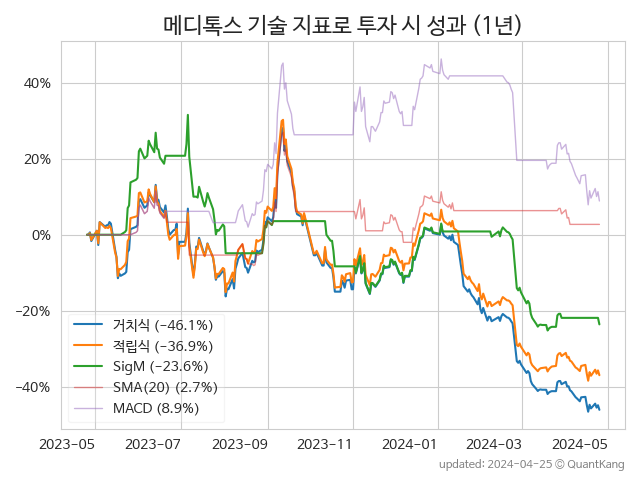 메디톡스 기술 지표로 투자 시 성과 (1년)
40%
20%
0%
−20%
−40%
거치식 (−46.1%)
적립식 (−36.9%)
SigM (−23.6%)
SMA(20) (2.7%)
MACD (8.9%)
2023-05 2023-07 2023-09 2023-11 2024-01 2024-03 2024-05
updated: 2024-04-25 © QuantKang